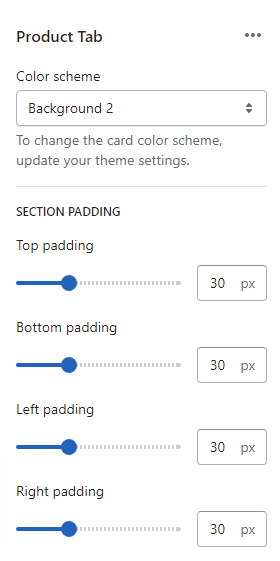 Product Tab
Color scheme
Background 2
To change the card color scheme,
update your theme settings.
SECTION PADDING
Top padding
30 px
Bottom padding
30 px
Left padding
30 px
Right padding
30 px